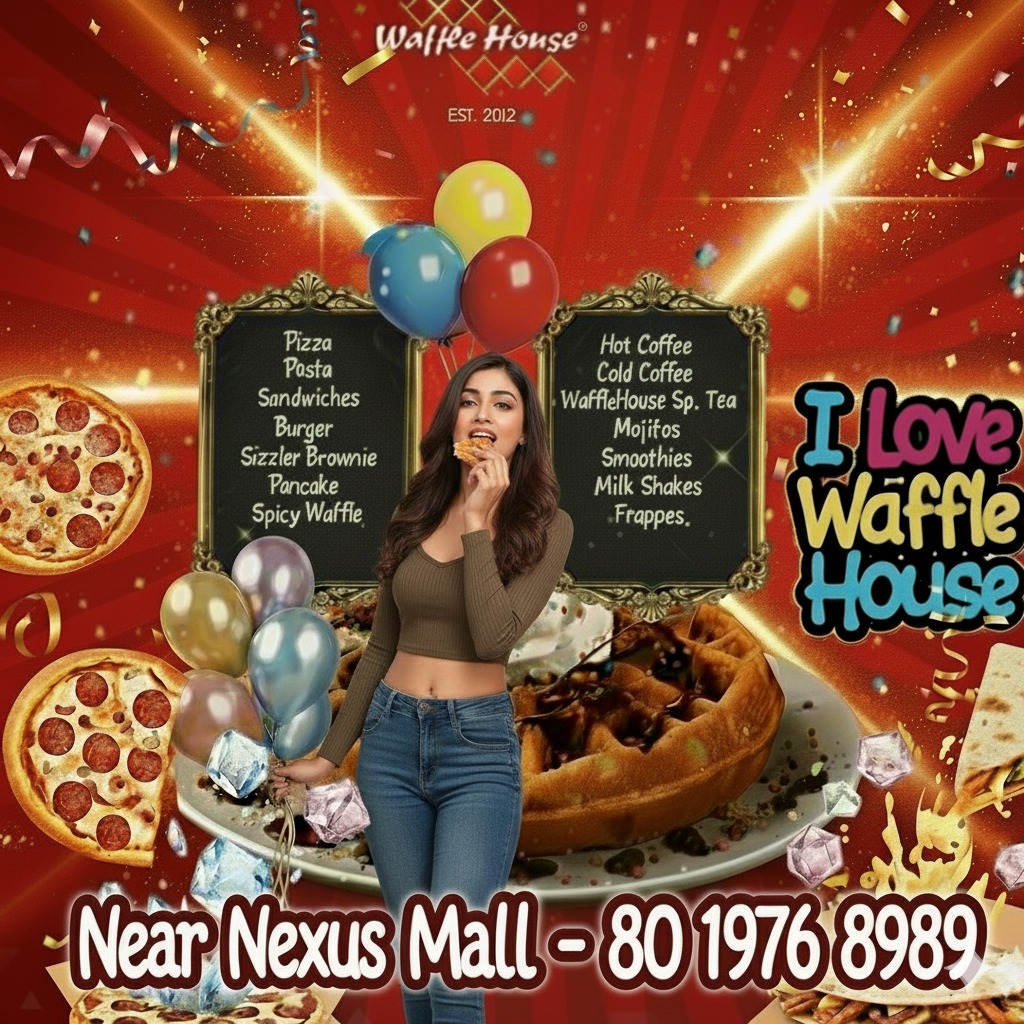 Waffle House®
EST. 2012
Pizza
Pasta
Sandwiches
Burger
Sizzler Brownie
Pancake
Spicy Waffle
Hot Coffee
Cold Coffee
WaffleHouse Sp. Tea
Mojifos
Smoothies
Milk Shakes
Frappes.
I Love
Waffle
House
Near Nexus Mall - 80 1976 8989